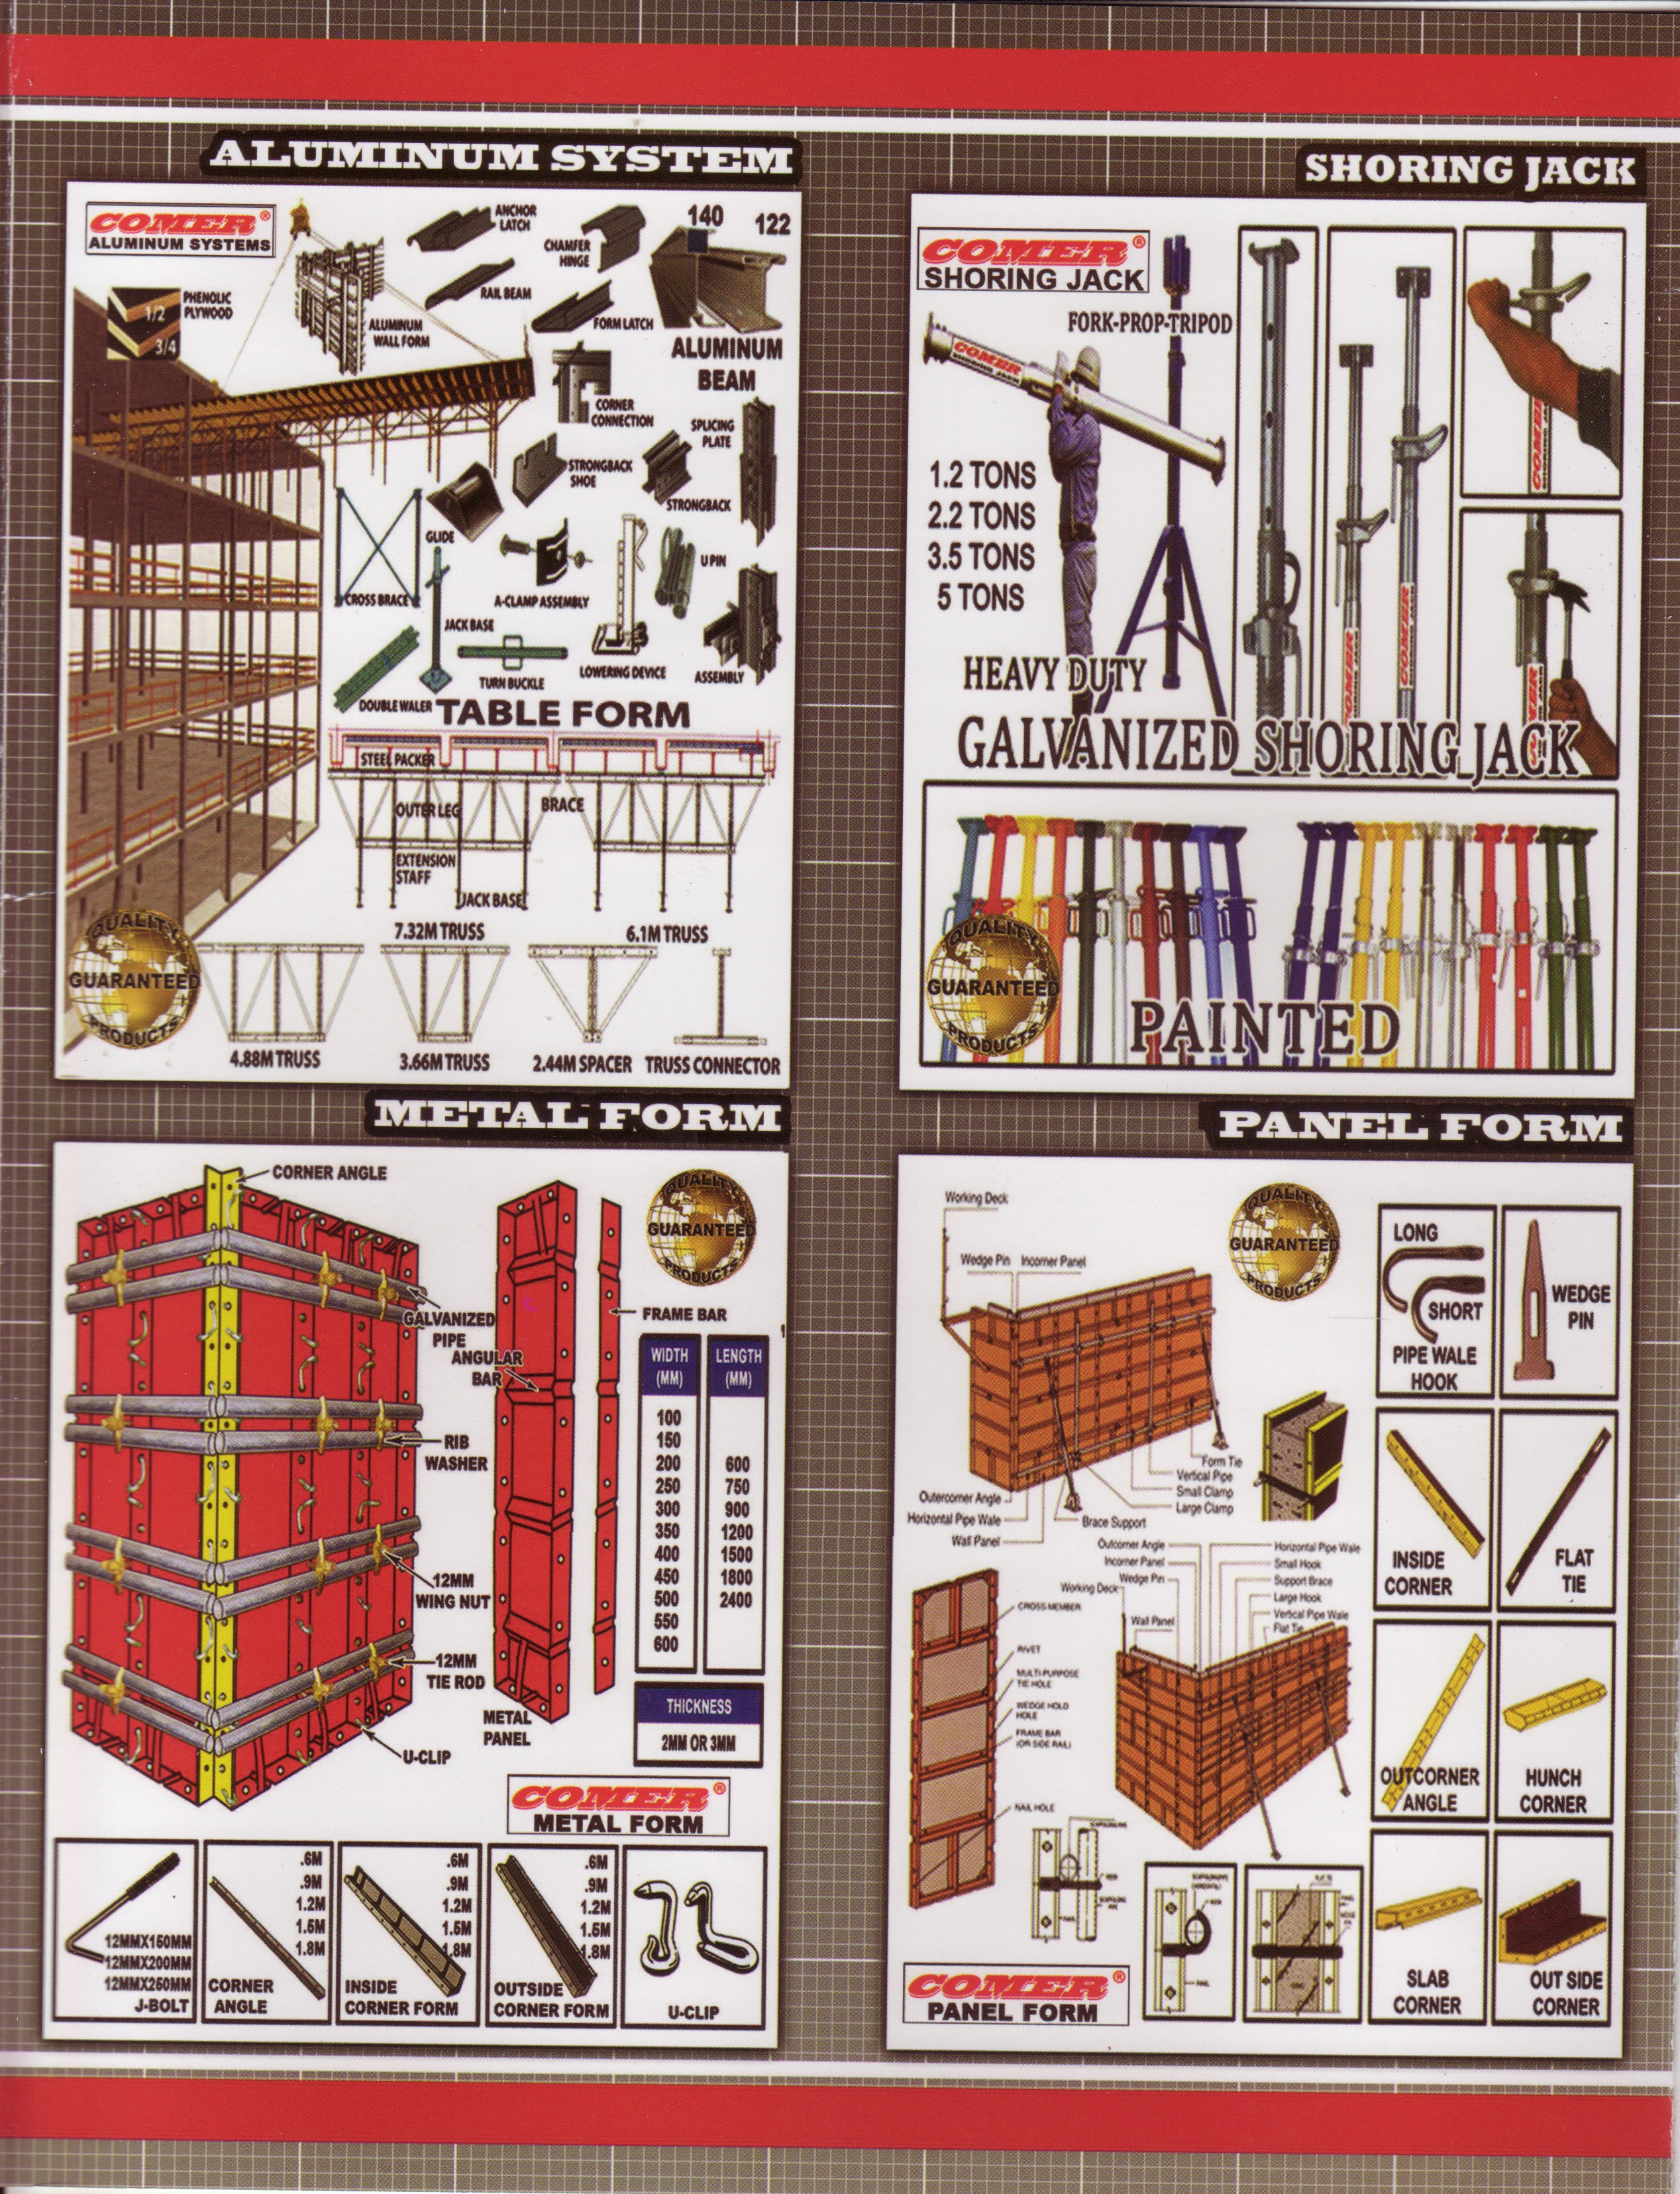 ALUMINUM SYSTEM
COMER®
ALUMINUM SYSTEMS
ANCHOR
LATCH
CHAMFER
HINGE
140
122
PHENOLIC
PLYWOOD
1/2
3/4
RAIL BEAM
ALUMINUM
WALL FORM
FORM LATCH
ALUMINUM
BEAM
CORNER
CONNECTION
SPLICING
PLATE
STRONGBACK
SHOE
STRONGBACK
GLIDE
U PIN
CROSS BRACE
A-CLAMP ASSEMBLY
JACK BASE
LOWERING DEVICE
ASSEMBLY
TURN BUCKLE
DOUBLE WALER
TABLE FORM
STEEL PACKER
OUTER LEG
BRACE
EXTENSION
STAFF
JACK BASE
7.32M TRUSS
6.1M TRUSS
QUALITY
GUARANTEED
PRODUCTS
4.88M TRUSS
3.66M TRUSS
2.44M SPACER
TRUSS CONNECTOR
SHORING JACK
COMER®
SHORING JACK
FORK-PROP-TRIPOD
COMER
SHORING JACK
1.2 TONS
2.2 TONS
3.5 TONS
5 TONS
COMER
COMER
COMER
COMER
HEAVY DUTY
GALVANIZED SHORING JACK
QUALITY
GUARANTEED
PRODUCTS
PAINTED
METAL FORM
CORNER ANGLE
QUALITY
GUARANTEED
PRODUCTS
GALVANIZED
PIPE
FRAME BAR
ANGULAR
BAR
WIDTH
(MM)
100
150
200
250
300
350
400
450
500
550
600
LENGTH
(MM)
600
750
900
1200
1500
1800
2400
RIB
WASHER
12MM
WING NUT
12MM
TIE ROD
METAL
PANEL
THICKNESS
2MM OR 3MM
U-CLIP
COMER®
METAL FORM
12MMX150MM
12MMX200MM
12MMX250MM
J-BOLT
.6M
.9M
1.2M
1.5M
1.8M
CORNER
ANGLE
.6M
.9M
1.2M
1.5M
1.8M
INSIDE
CORNER FORM
.6M
.9M
1.2M
1.5M
1.8M
OUTSIDE
CORNER FORM
U-CLIP
PANEL FORM
Working Deck
Wedge Pin
Incorner Panel
QUALITY
GUARANTEED
PRODUCTS
Form Tie
Vertical Pipe
Small Clamp
Large Clamp
Outercorner Angle
Horizontal Pipe Wale
Wall Panel
Brace Support
LONG
SHORT
PIPE WALE
HOOK
WEDGE
PIN
INSIDE
CORNER
FLAT
TIE
Outcorner Angle
Incorner Panel
Wedge Pin
Working Deck
Wall Panel
Horizontal Pipe Wale
Small Hook
Support Brace
Large Hook
Vertical Pipe Wale
Flat Tie
CROSS MEMBER
RIVET
MULTI-PURPOSE
TIE HOLE
WEDGE HOLD
HOLE
FRAME BAR
(OR SIDE RAIL)
NAIL HOLE
OUTCORNER
ANGLE
HUNCH
CORNER
SLAB
CORNER
OUT SIDE
CORNER
COMER®
PANEL FORM